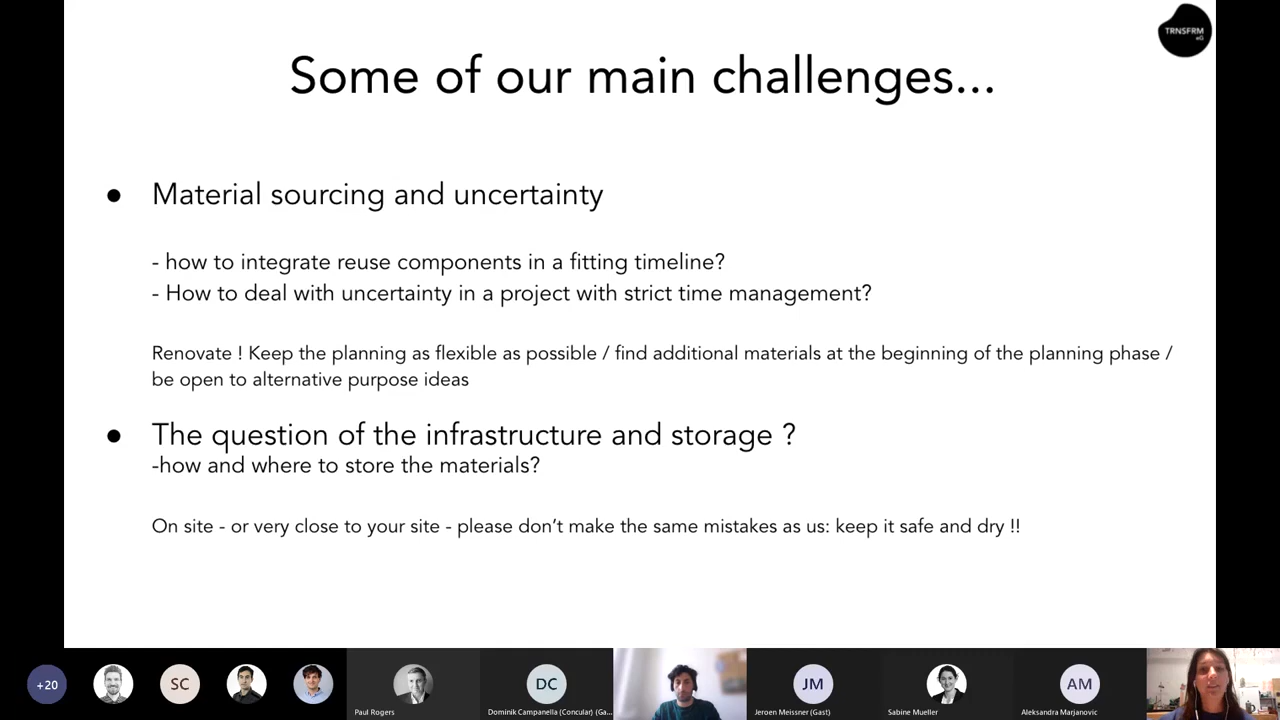 TRNSFRM
eG
Some of our main challenges...
● Material sourcing and uncertainty
- how to integrate reuse components in a fitting timeline?
- How to deal with uncertainty in a project with strict time management?
Renovate ! Keep the planning as flexible as possible / find additional materials at the beginning of the planning phase /
be open to alternative purpose ideas
● The question of the infrastructure and storage ?
-how and where to store the materials?
On site - or very close to your site - please don’t make the same mistakes as us: keep it safe and dry !!
+20
SC
DC
JM
AM
Paul Rogers
Dominik Campanella (Concular) (Ga...
Jeroen Meissner (Gast)
Sabine Mueller
Aleksandra Marjanovic